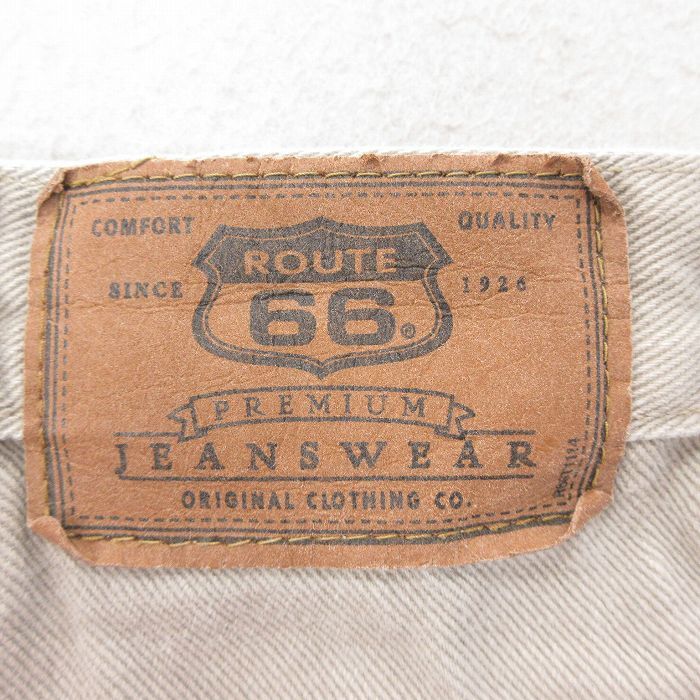 COMFORT QUALITY
ROUTE
SINCE 66® 1926
PREMIUM
JEANSWEAR
ORIGINAL CLOTHING CO.